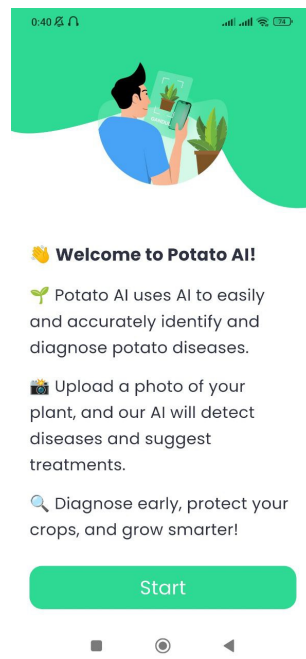 0:40
74
👋 Welcome to Potato AI!
🌱 Potato AI uses AI to easily
and accurately identify and
diagnose potato diseases.
📸 Upload a photo of your
plant, and our AI will detect
diseases and suggest
treatments.
🔍 Diagnose early, protect your
crops, and grow smarter!
Start